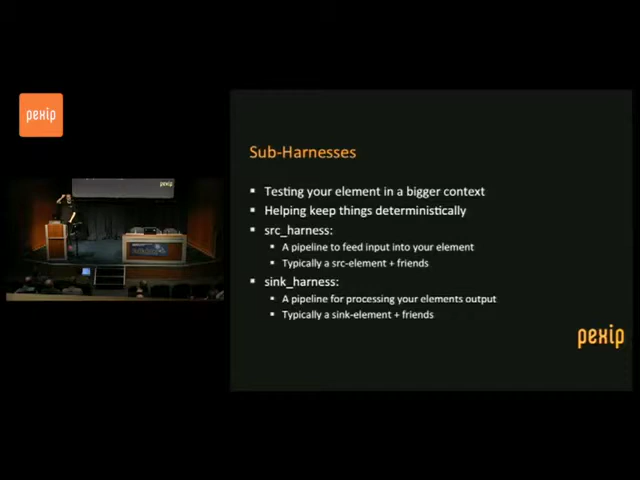 pexip
pexip
Sub-Harnesses
▪ Testing your element in a bigger context
▪ Helping keep things deterministically
▪ src_harness:
▪ A pipeline to feed input into your element
▪ Typically a src-element + friends
▪ sink_harness:
▪ A pipeline for processing your elements output
▪ Typically a sink-element + friends
pexip